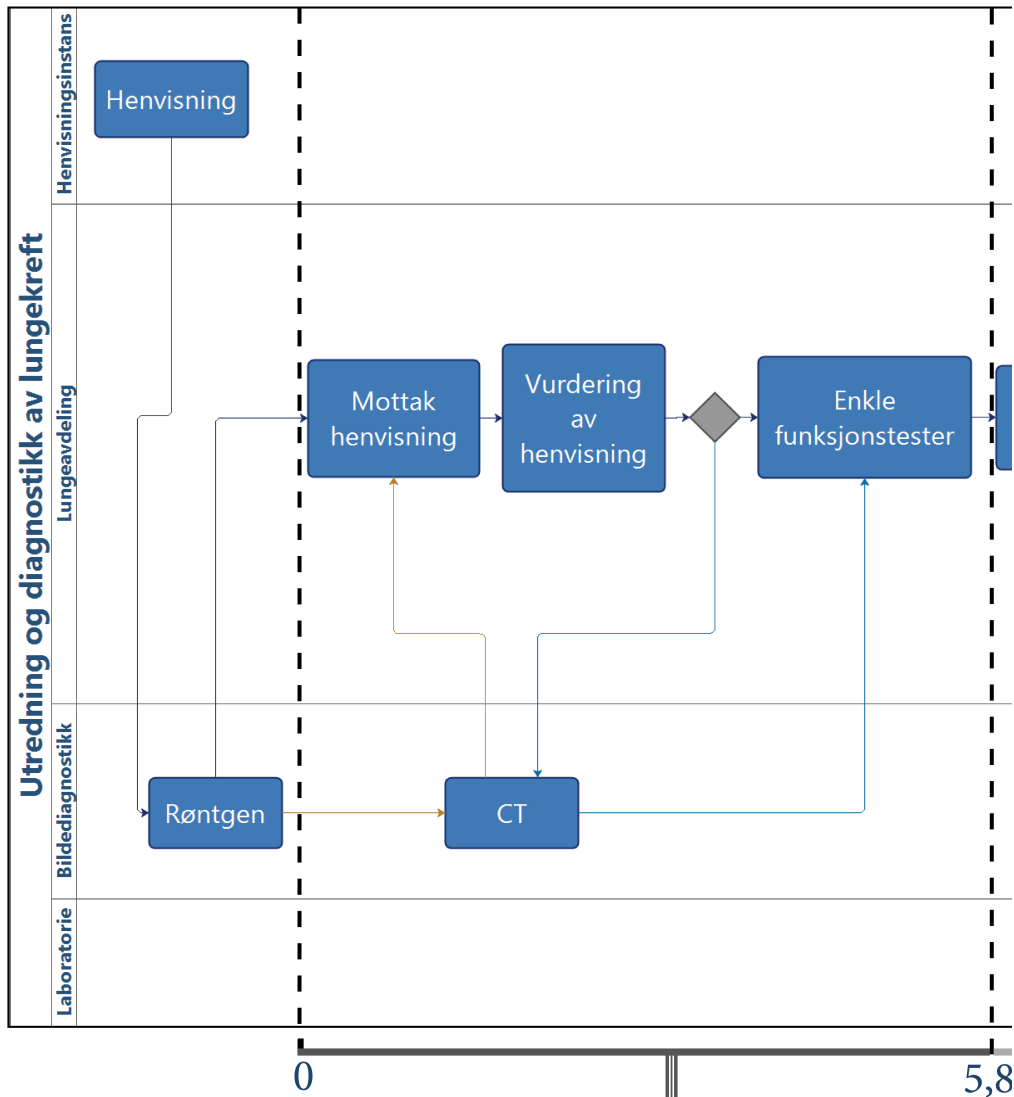 Utredning og diagnostikk av lungekreft
Henvisningsinstans
Henvisning
Lungeavdeling
Mottak
henvisning
Vurdering
av
henvisning
Enkle
funksjonstester
Bildediagnostikk
Røntgen
CT
Laboratorie
0
5,8